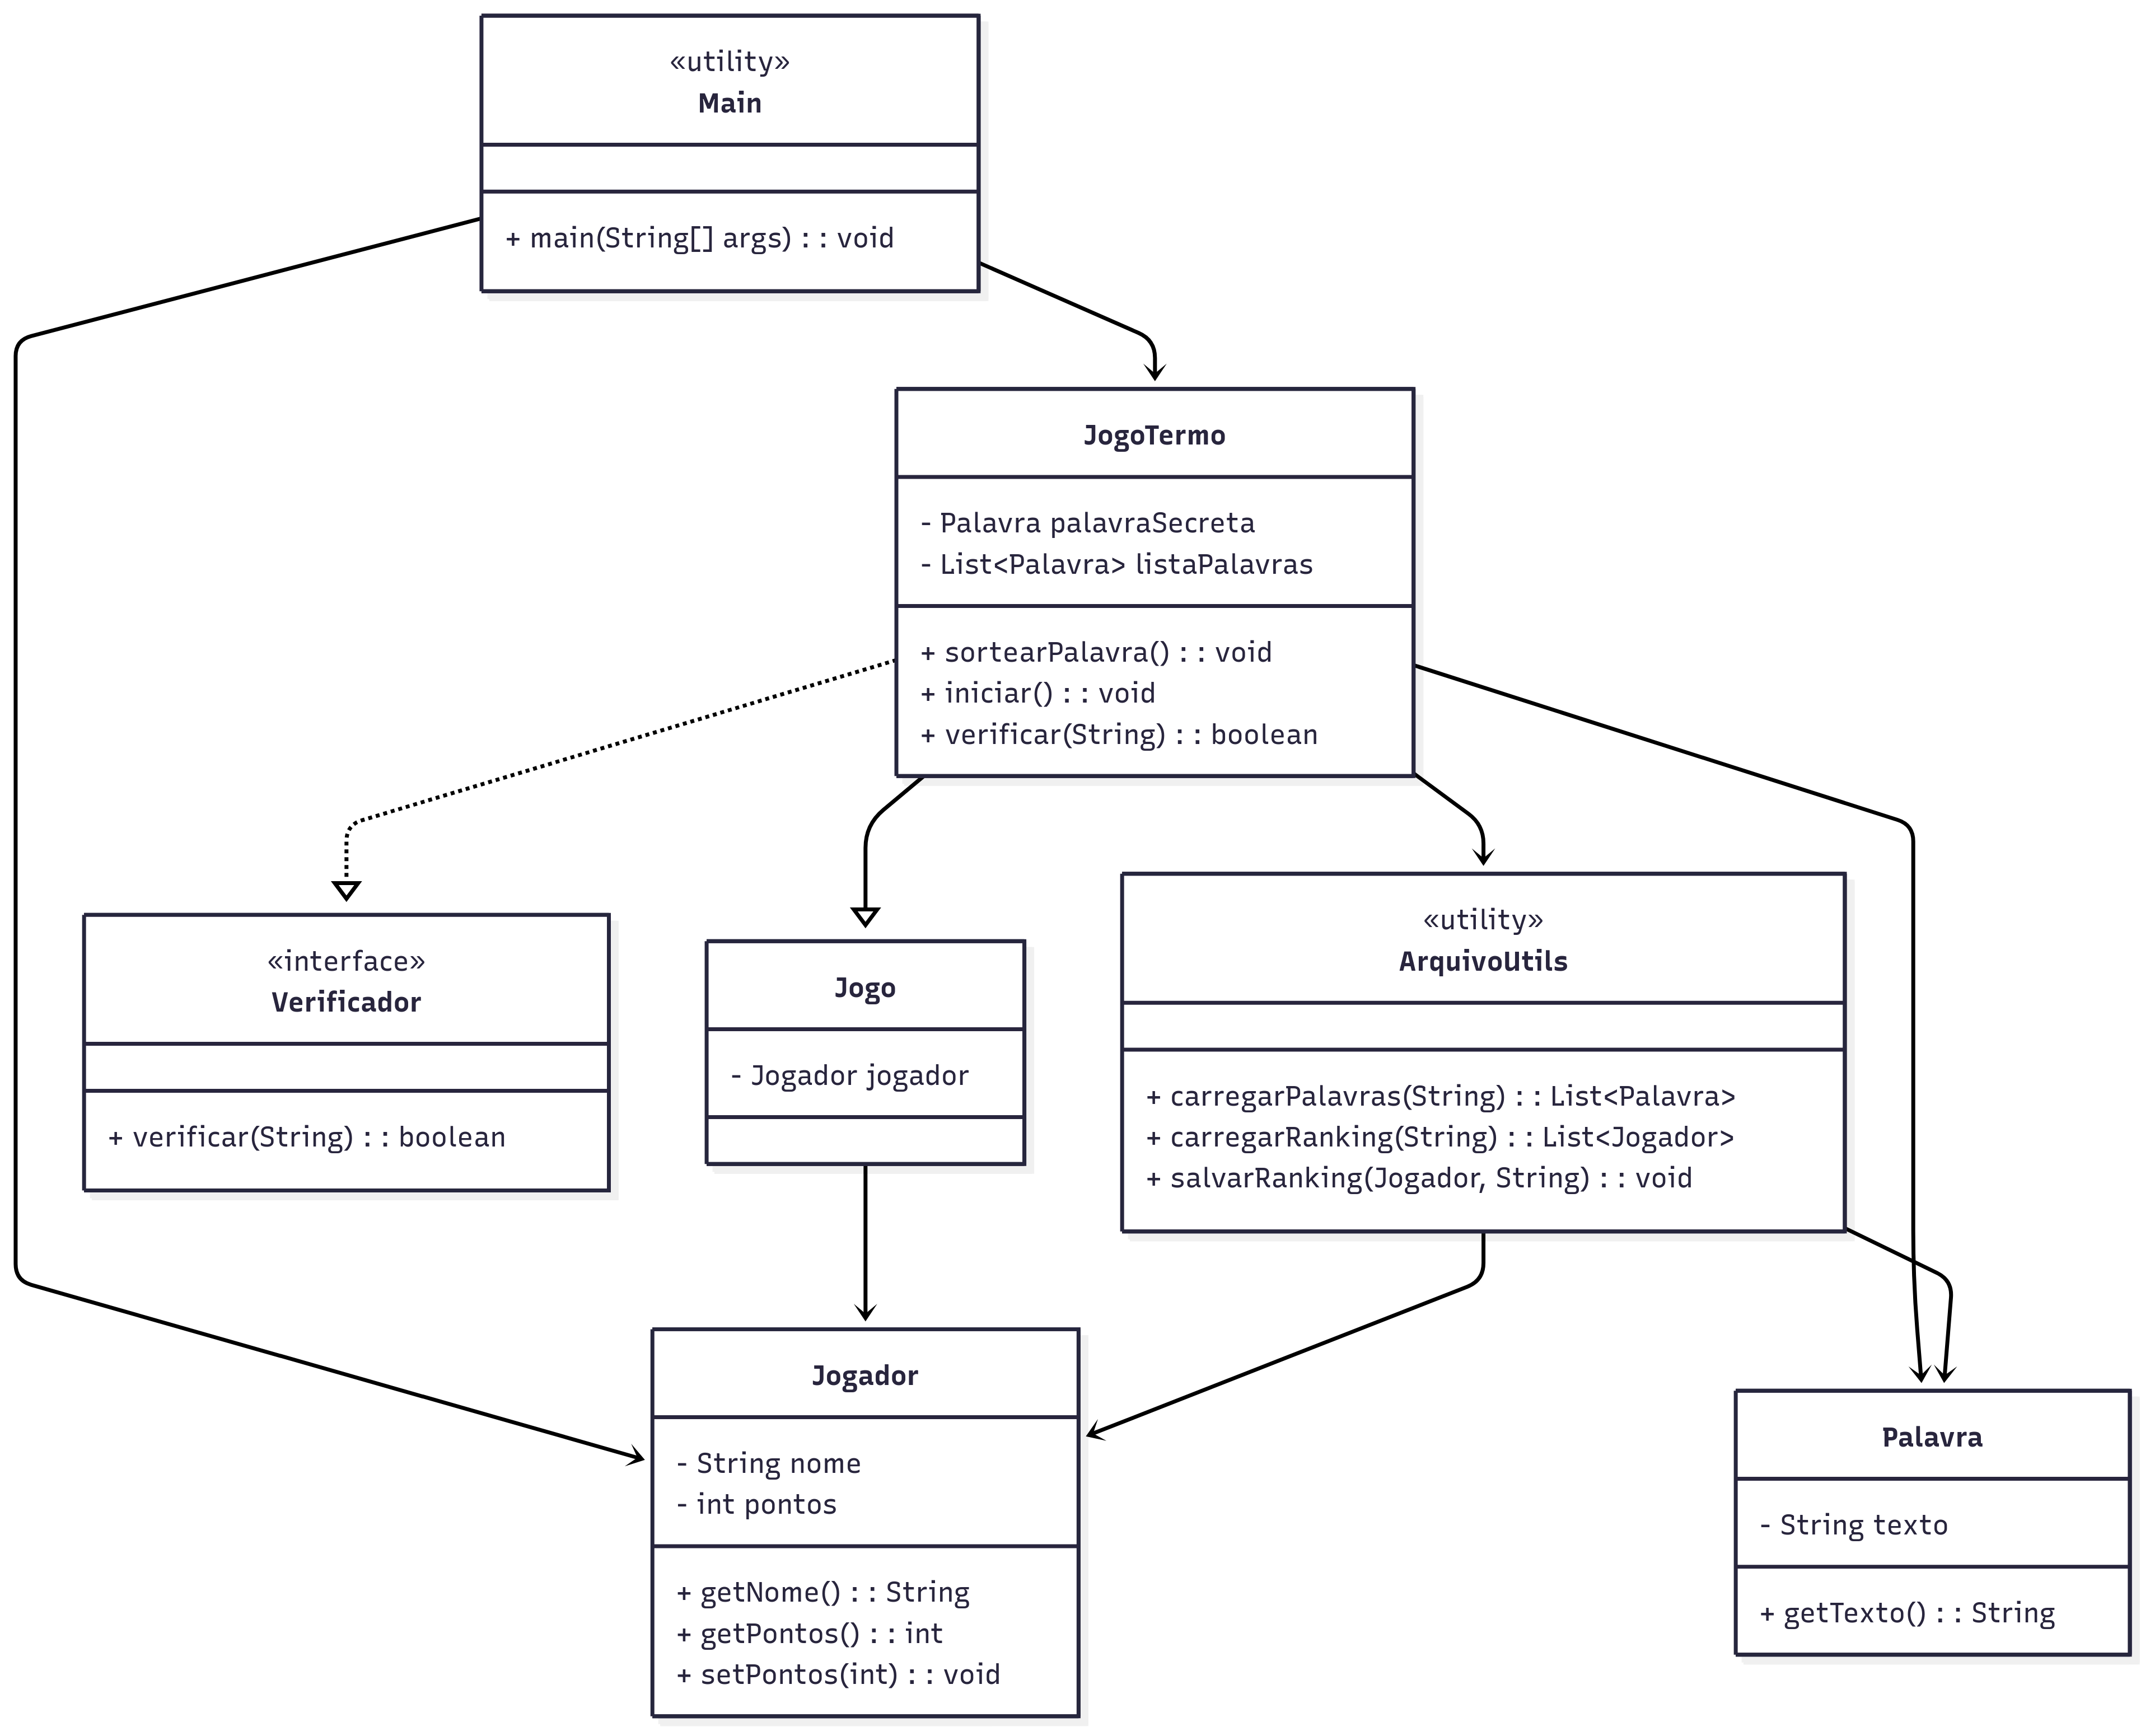 «utility»
Main
+ main(String[] args) : : void
JogoTermo
- Palavra palavraSecreta
- List<Palavra> listaPalavras
+ sortearPalavra() : : void
+ iniciar() : : void
+ verificar(String) : : boolean
«interface»
Verificador
+ verificar(String) : : boolean
Jogo
- Jogador jogador
«utility»
ArquivoUtils
+ carregarPalavras(String) : : List<Palavra>
+ carregarRanking(String) : : List<Jogador>
+ salvarRanking(Jogador, String) : : void
Jogador
- String nome
- int pontos
+ getNome() : : String
+ getPontos() : : int
+ setPontos(int) : : void
Palavra
- String texto
+ getTexto() : : String